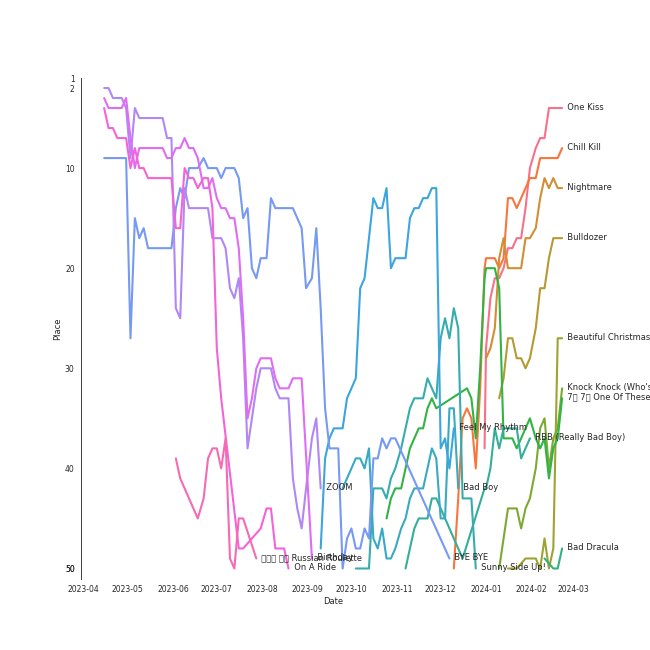 1
2
10
20
30
40
50
Place
One Kiss
Chill Kill
Nightmare
Bulldozer
Beautiful Christmas
Knock Knock (Who's
7월 7일 One Of These
Feel My Rhythm
RBB (Really Bad Boy)
ZOOM
Bad Boy
Russian Roulette
Birthday
BYE BYE
On A Ride
Sunny Side Up!
Bad Dracula
2023-04
2023-05
2023-06
2023-07
2023-08
2023-09
2023-10
2023-11
2023-12
2024-01
2024-02
2024-03
Date